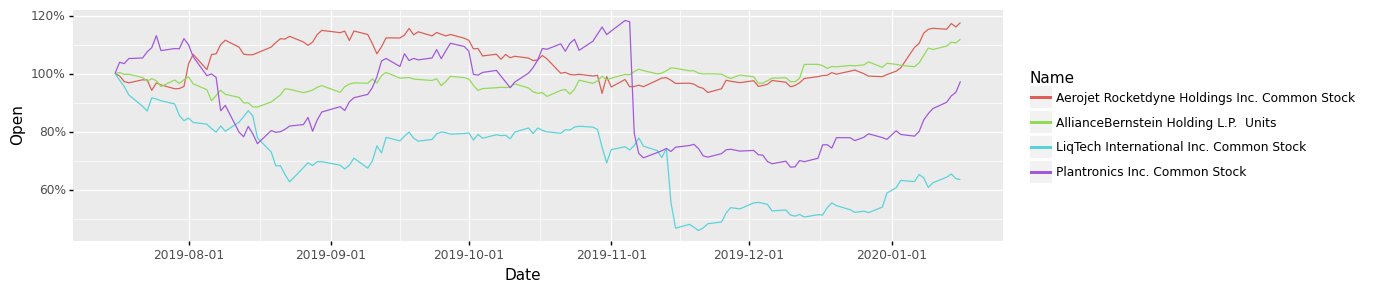 120%
100%
80%
60%
Open
2019-08-01
2019-09-01
2019-10-01
2019-11-01
2019-12-01
2020-01-01
Date
Name
Aerojet Rocketdyne Holdings Inc. Common Stock
AllianceBernstein Holding L.P.  Units
LiqTech International Inc. Common Stock
Plantronics Inc. Common Stock